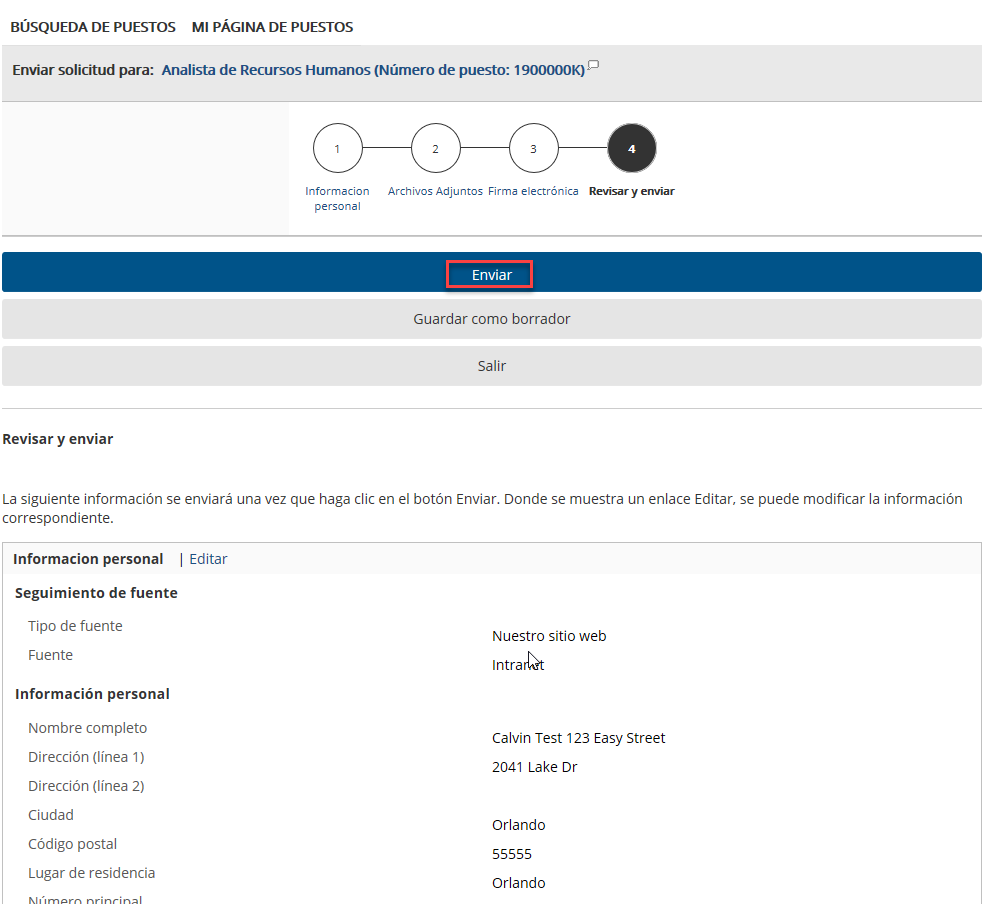 BÚSQUEDA DE PUESTOS MI PÁGINA DE PUESTOS
Enviar solicitud para: Analista de Recursos Humanos (Número de puesto: 1900000K)
1 2 3 4
Informacion personal Archivos Adjuntos Firma electrónica Revisar y enviar
Enviar
Guardar como borrador
Salir
Revisar y enviar
La siguiente información se enviará una vez que haga clic en el botón Enviar. Donde se muestra un enlace Editar, se puede modificar la información
correspondiente.
Informacion personal | Editar
Seguimiento de fuente
Tipo de fuente Nuestro sitio web
Fuente Intranet
Información personal
Nombre completo Calvin Test 123 Easy Street
Dirección (línea 1) 2041 Lake Dr
Dirección (línea 2)
Ciudad Orlando
Código postal 55555
Lugar de residencia Orlando
Número principal